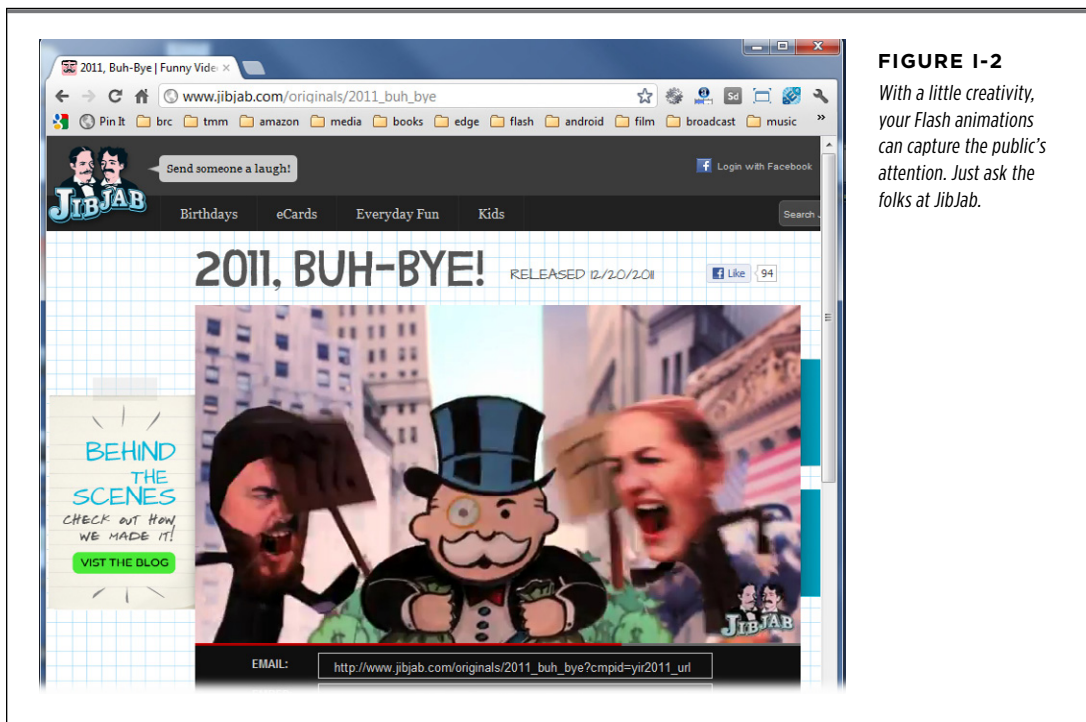 2011, Buh-Bye | Funny Vide
www.jibjab.com/originals/2011_buh_bye
Sd
Pin It brc tmm amazon media books edge flash android film broadcast music »
JIBJAB
Send someone a laugh!
Login with Facebook
Birthdays eCards Everyday Fun Kids
Search
2011, BUH-BYE! RELEASED 12/20/2011
Like 94
BEHIND
THE
SCENES
CHECK OUT HOW
WE MADE IT!
VIST THE BLOG
JIBJAB
EMAIL: http://www.jibjab.com/originals/2011_buh_bye?cmpid=yir2011_url
FIGURE I-2
With a little creativity,
your Flash animations
can capture the public's
attention. Just ask the
folks at JibJab.